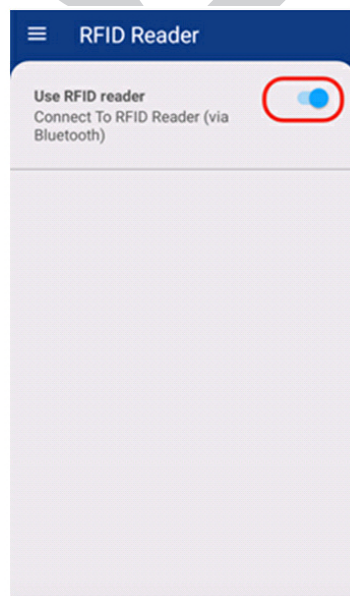 RFID Reader
Use RFID reader
Connect To RFID Reader (via
Bluetooth)